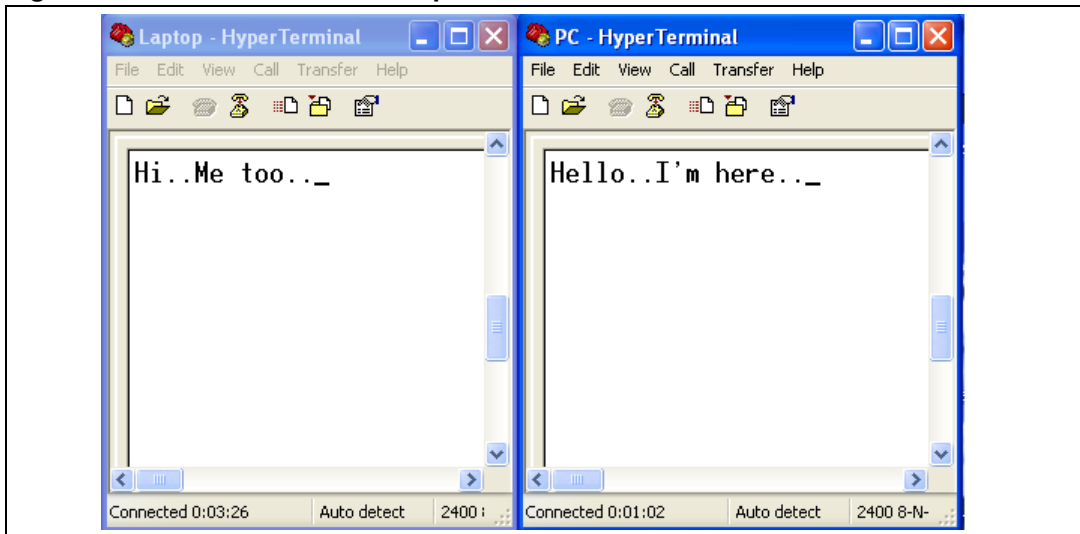 Laptop - HyperTerminal
File Edit View Call Transfer Help
Hi..Me too.._
Connected 0:03:26 Auto detect 2400
PC - HyperTerminal
File Edit View Call Transfer Help
Hello..I'm here.._
Connected 0:01:02 Auto detect 2400 8-N-